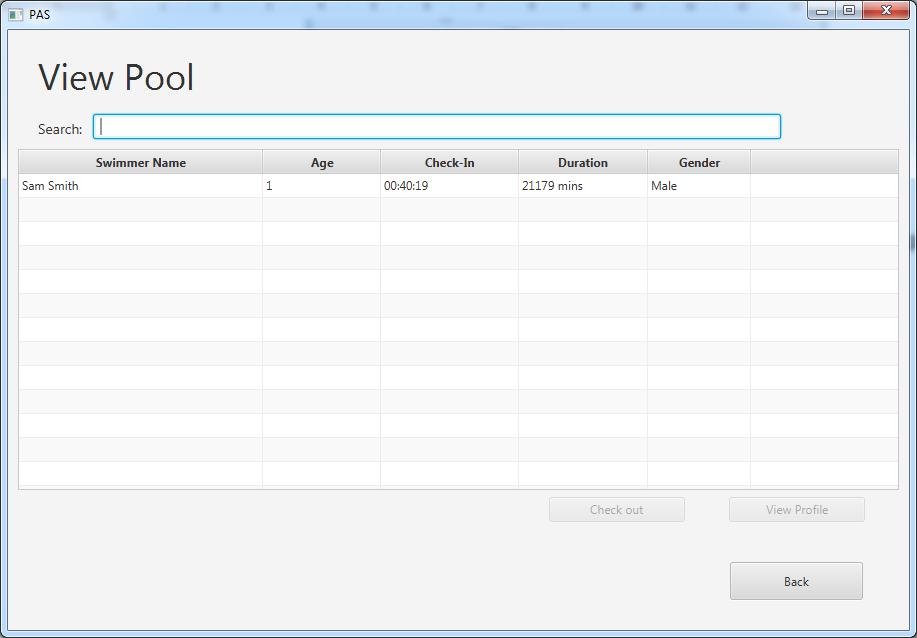 PAS
View Pool
Search:
Swimmer Name Age Check-In Duration Gender
Sam Smith 1 00:40:19 21179 mins Male
Check out View Profile
Back